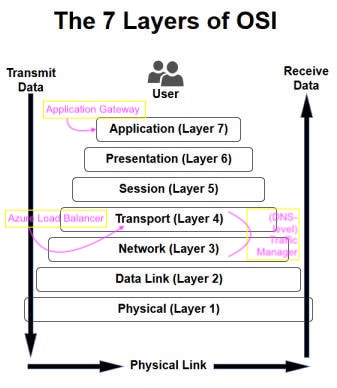 The 7 Layers of OSI
Transmit
Data
User
Receive
Data
Application Gateway
Application (Layer 7)
Presentation (Layer 6)
Session (Layer 5)
Azure Load Balancer
Transport (Layer 4)
(DNS-
level)
Traffic
Manager
Network (Layer 3)
Data Link (Layer 2)
Physical (Layer 1)
Physical Link